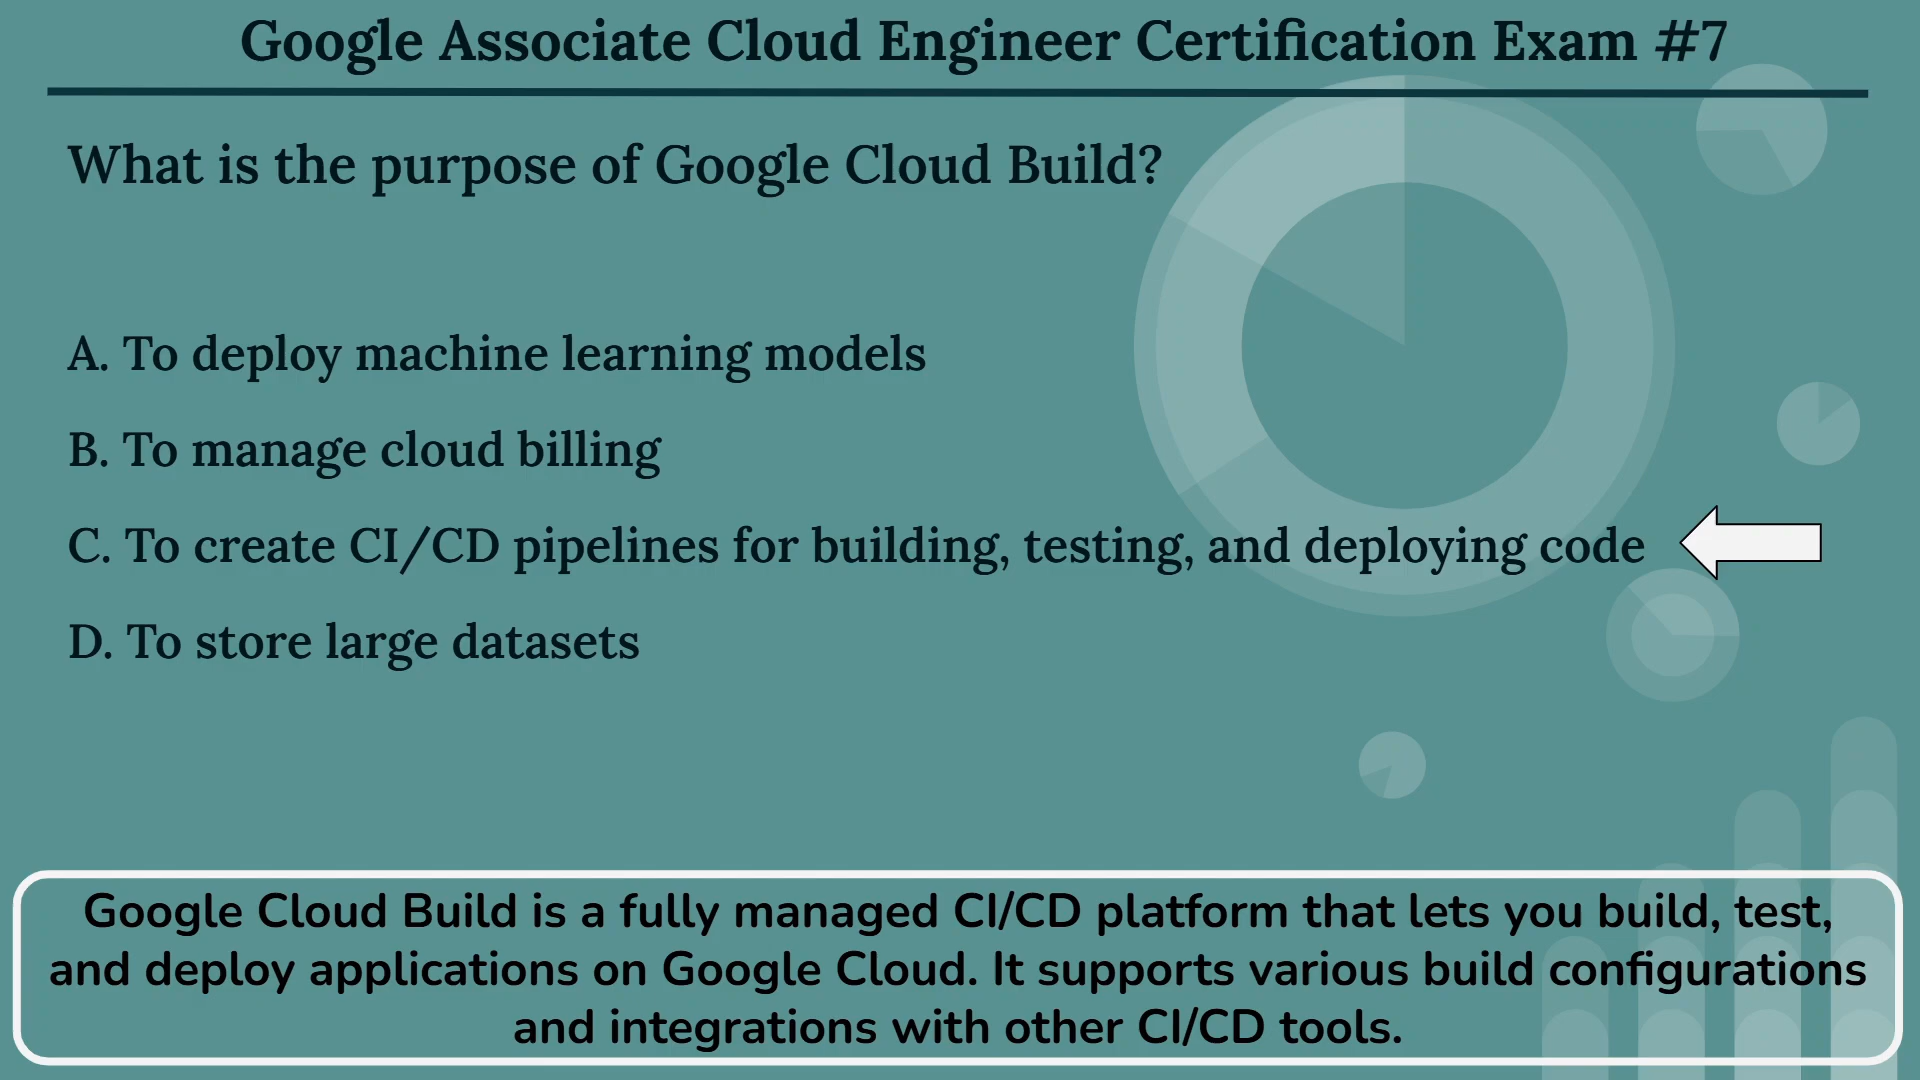 Google Associate Cloud Engineer Certification Exam #7
What is the purpose of Google Cloud Build?
A. To deploy machine learning models
B. To manage cloud billing
C. To create CI/CD pipelines for building, testing, and deploying code
D. To store large datasets
Google Cloud Build is a fully managed CI/CD platform that lets you build, test,
and deploy applications on Google Cloud. It supports various build configurations
and integrations with other CI/CD tools.